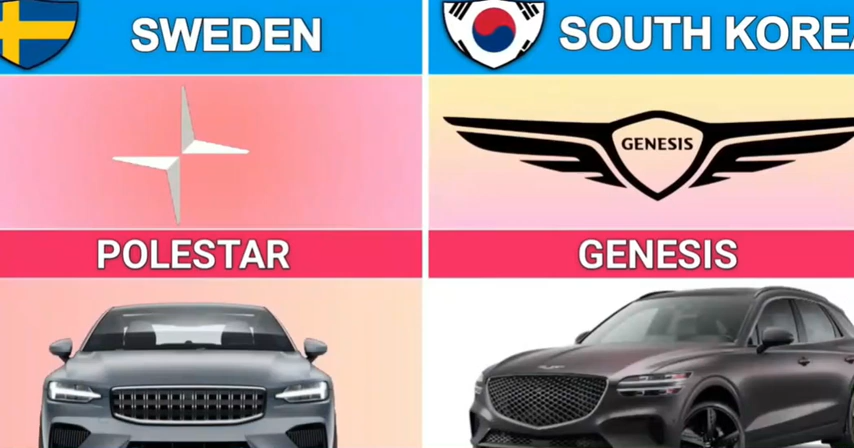 SWEDEN
SOUTH KOREA
GENESIS
POLESTAR
GENESIS